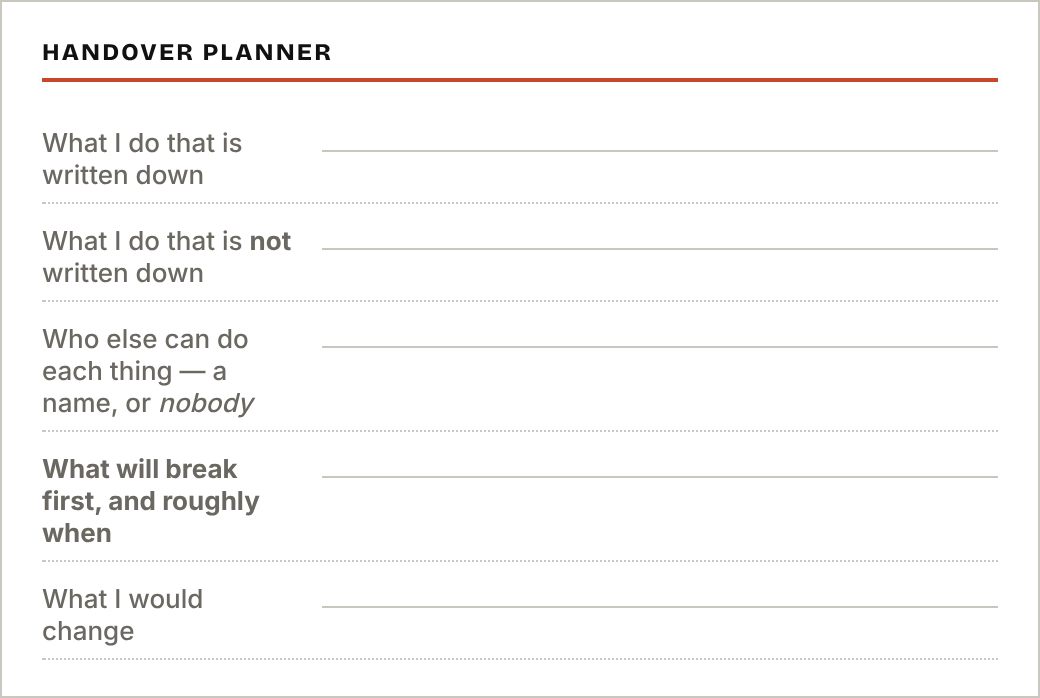 HANDOVER PLANNER
What I do that is
written down
What I do that is not
written down
Who else can do
each thing — a
name, or nobody
What will break
first, and roughly
when
What I would
change